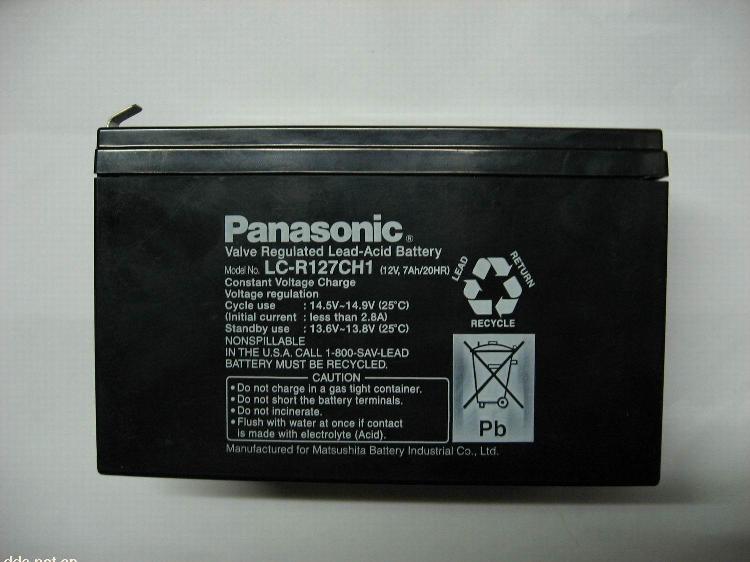 Panasonic®
Valve Regulated Lead-Acid Battery
Model No. LC-R127CH1 (12V, 7Ah/20HR)
Constant Voltage Charge
Voltage regulation
Cycle use : 14.5V~14.9V (25°C)
(Initial current : less than 2.8A)
Standby use : 13.6V~13.8V (25°C)
NONSPILLABLE
IN THE U.S.A. CALL 1-800-SAV-LEAD
BATTERY MUST BE RECYCLED.
LEAD
RETURN
RECYCLE
CAUTION
• Do not charge in a gas tight container.
• Do not short the battery terminals.
• Do not incinerate.
• Flush with water at once if contact
is made with electrolyte (Acid).
Pb
Manufactured for Matsushita Battery Industrial Co., Ltd.